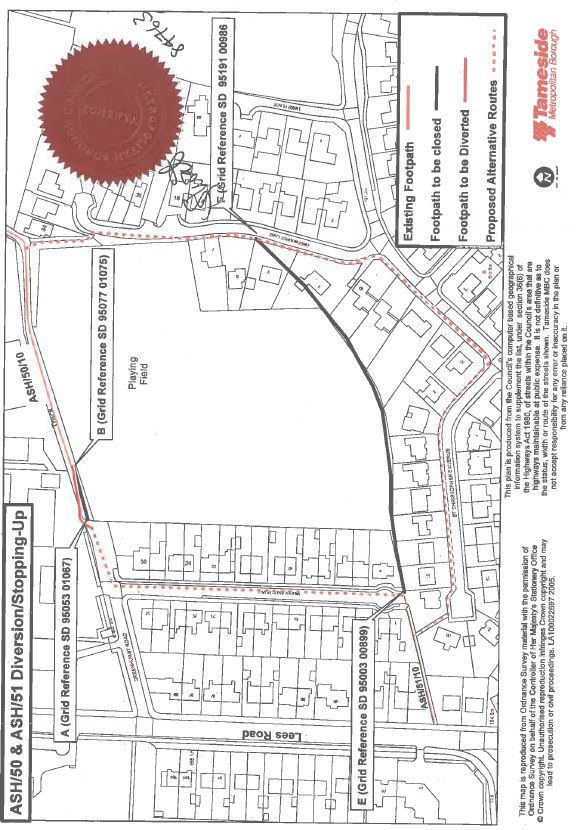 ASH/50 & ASH/51 Diversion/Stopping-Up
A (Grid Reference SD 95053 01067)
B (Grid Reference SD 95077 01075)
F (Grid Reference SD 95191 00986
E (Grid Reference SD 95003 00899)
ASH/50/10
ASH/51/10
Playing
Field
Lees Road
ST CHRISTOPHER'S AVENUE
30
24
18
Existing Footpath
Footpath to be closed
Footpath to be Diverted
Proposed Alternative Routes
Tameside
Metropolitan Borough
N
This map is reproduced from Ordnance Survey material with the permission of
Ordnance Survey on behalf of the Controller of Her Majesty's Stationery Office
© Crown copyright. Unauthorised reproduction infringes Crown copyright and may
lead to prosecution or civil proceedings. LA100022697 2005.
This plan is produced from the Council's computer based geographical
information system to supplement the list, under section 36(6) of
the Highways Act 1980, of streets within the Council's area that are
highways maintainable at public expense. It is not definitive as to
the status, width or route of the streets shown. Tameside MBC does
not accept responsibility for any error or inaccuracy in the plan or
from any reliance placed on it.